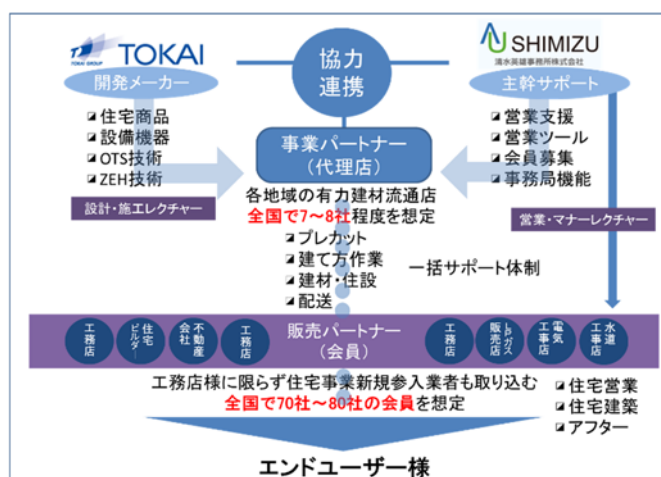 TOKAI
TOKAI GROUP
開発メーカー
住宅商品
設備機器
OTS技術
ZEH技術
設計・施工レクチャー
協力
連携
SHIMIZU
清水英雄事務所株式会社
主幹サポート
営業支援
営業ツール
会員募集
事務局機能
営業・マナーレクチャー
事業パートナー
(代理店)
各地域の有力建材流通店
全国で7~8社程度を想定
プレカット
建て方作業
建材・住設
配送
一括サポート体制
工務店
住宅ビルダー
不動産会社
工務店
販売パートナー
(会員)
工務店
LPガス販売店
電気工事店
水道工事店
工務店様に限らず住宅事業新規参入業者も取り込む
全国で70社~80社の会員を想定
住宅営業
住宅建築
アフター
エンドユーザー様